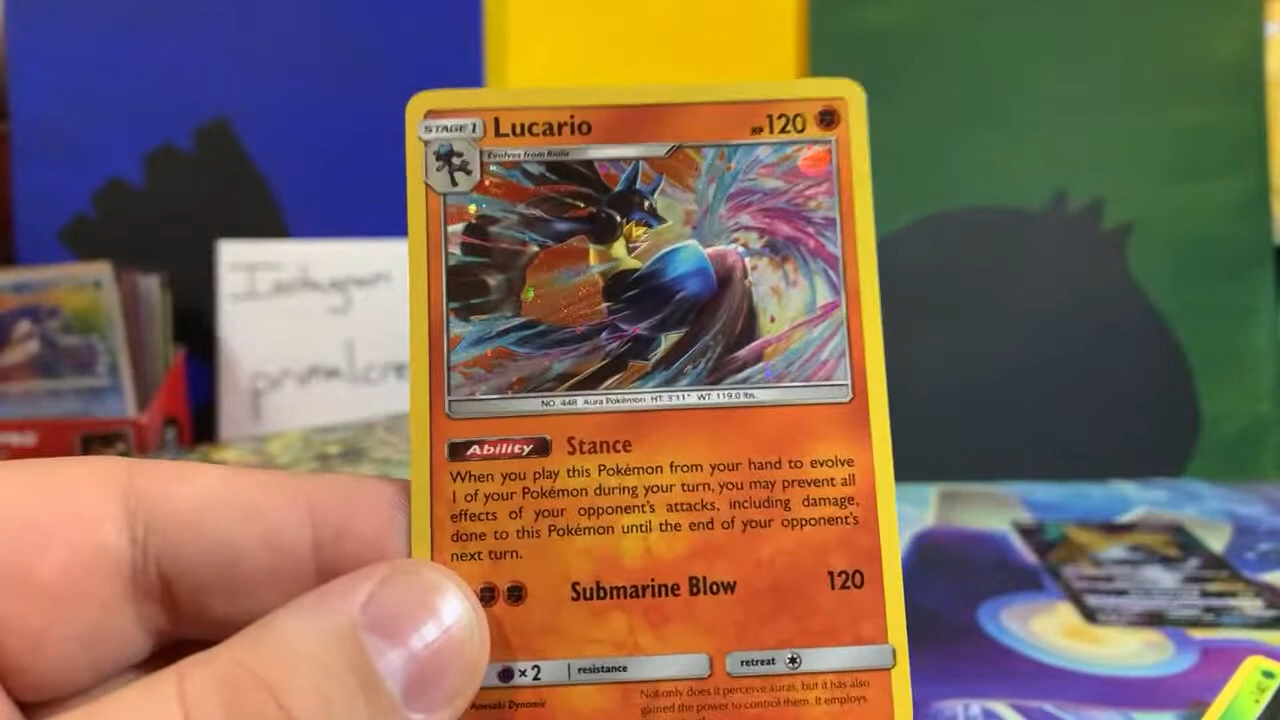 STAGE 1 Lucario HP 120
Evolves from Riolu
Instagram
NO. 448 Aura Pokémon HT: 3'11" WT: 119.0 lbs.
Ability Stance
When you play this Pokémon from your hand to evolve
1 of your Pokémon during your turn, you may prevent all
effects of your opponent's attacks, including damage,
done to this Pokémon until the end of your opponent's
next turn.
Submarine Blow 120
×2 resistance retreat
Anesaki Dynamic
Not only does it perceive auras, but it has also
gained the power to control them. It employs